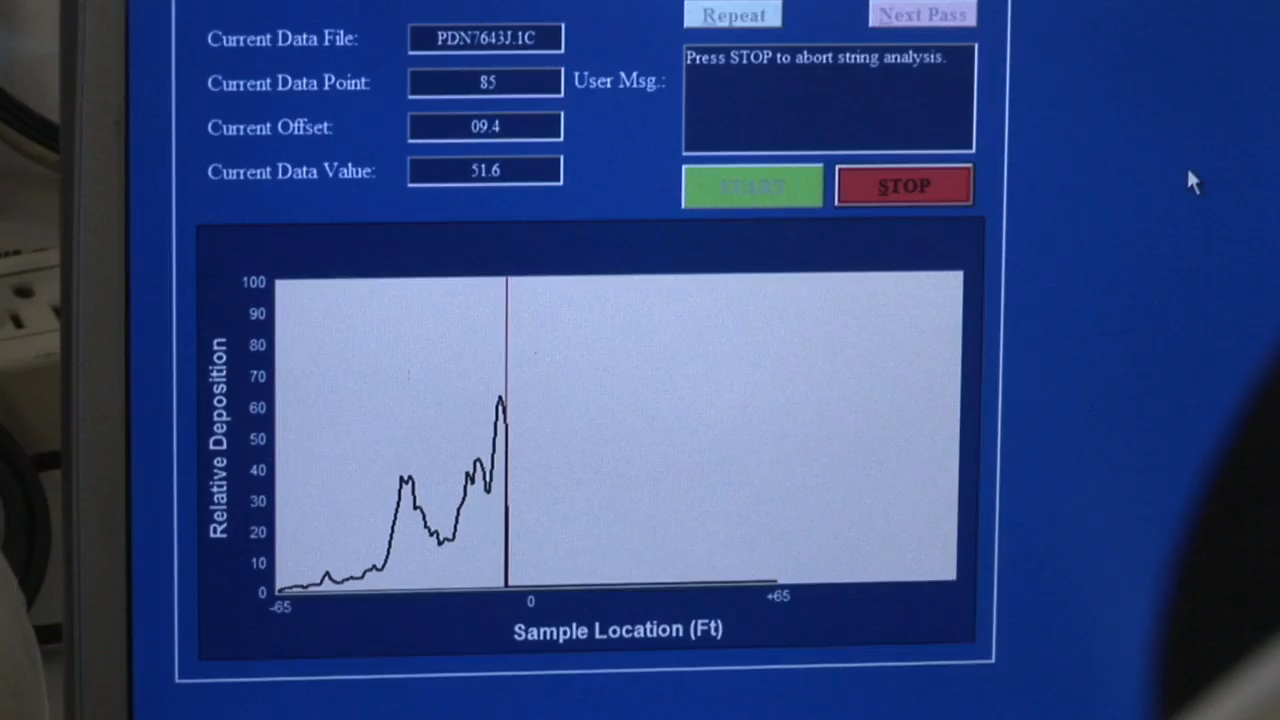 Repeat
Next Pass
Current Data File:
PDN7643J.1C
Current Data Point:
85
User Msg.:
Press STOP to abort string analysis.
Current Offset:
09.4
Current Data Value:
51.6
START
STOP
100
90
80
70
60
50
40
30
20
10
0
Relative Deposition
-65
0
+65
Sample Location (Ft)